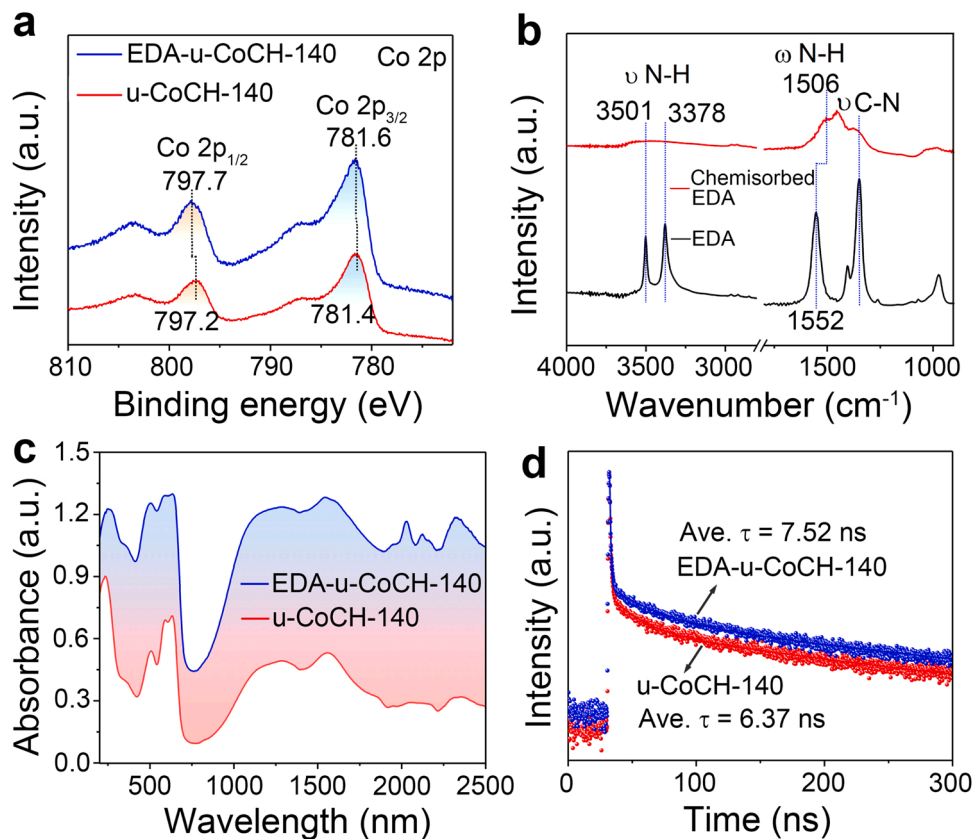 a
EDA-u-CoCH-140
u-CoCH-140
Co 2p
Co 2p1/2
797.7
Co 2p3/2
781.6
797.2
781.4
Intensity (a.u.)
810
800
790
780
Binding energy (eV)
b
υ N-H
3501
3378
ω N-H
1506
υ C-N
Chemisorbed
EDA
EDA
1552
Intensity (a.u.)
4000
3500
3000
1500
1000
Wavenumber (cm-1)
c
1.5
1.2
0.9
0.6
0.3
0.0
Absorbance (a.u.)
EDA-u-CoCH-140
u-CoCH-140
500
1000
1500
2000
2500
Wavelength (nm)
d
Ave. τ = 7.52 ns
EDA-u-CoCH-140
u-CoCH-140
Ave. τ = 6.37 ns
Intensity (a.u.)
0
100
200
300
Time (ns)